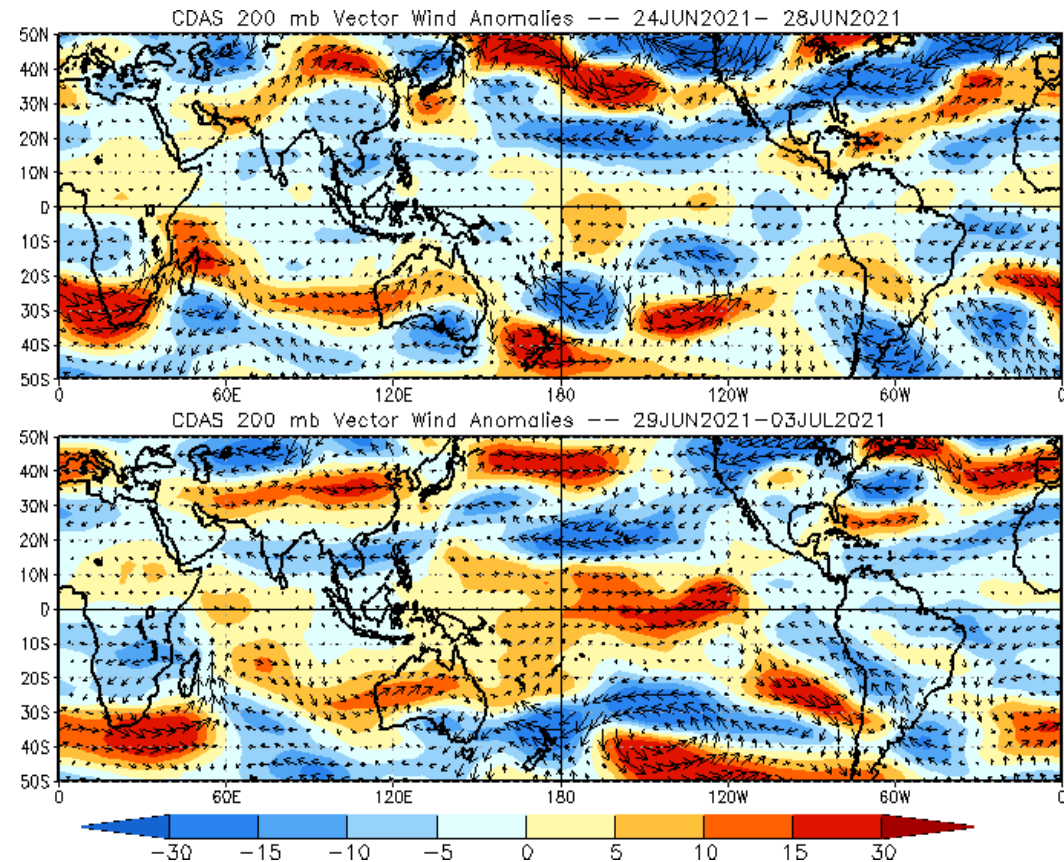 CDAS 200 mb Vector Wind Anomalies -- 24JUN2021- 28JUN2021
50N
40N
30N
20N
10N
0
10S
20S
30S
40S
50S
0 60E 120E 180 120W 60W 0
CDAS 200 mb Vector Wind Anomalies -- 29JUN2021-03JUL2021
50N
40N
30N
20N
10N
0
10S
20S
30S
40S
50S
0 60E 120E 180 120W 60W 0
-30 -15 -10 -5 0 5 10 15 30